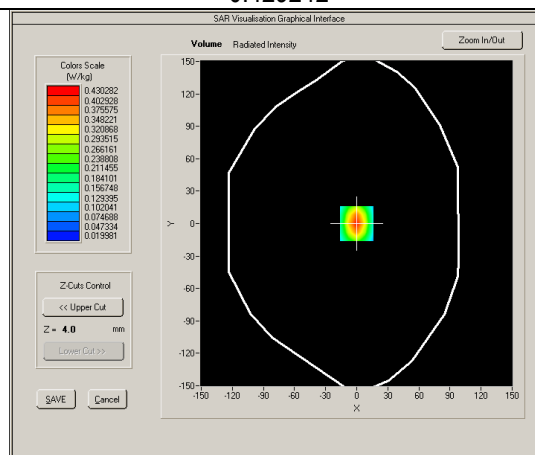 SAR Visualisation Graphical Interface
Volume Radiated Intensity
Zoom In/Out
Colors Scale
(W/kg)
0.430282
0.402928
0.375575
0.348221
0.320868
0.293515
0.266161
0.238808
0.211455
0.184101
0.156748
0.129395
0.102041
0.074688
0.047334
0.019981
Z-Cuts Control
<< Upper Cut
Z = 4.0 mm
Lower Cut >>
SAVE Cancel
150-
120-
90-
60-
30-
0-
-30-
-60-
-90-
-120-
-150-
Y
-150 -120 -90 -60 -30 0 30 60 90 120 150
X